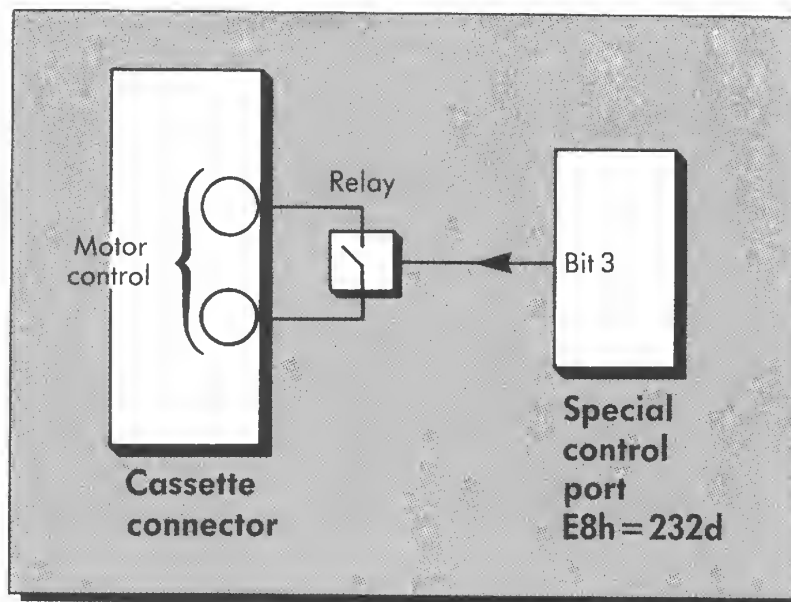 Relay
Motor
control
Bit 3
Cassette
connector
Special
control
port
E8h = 232d